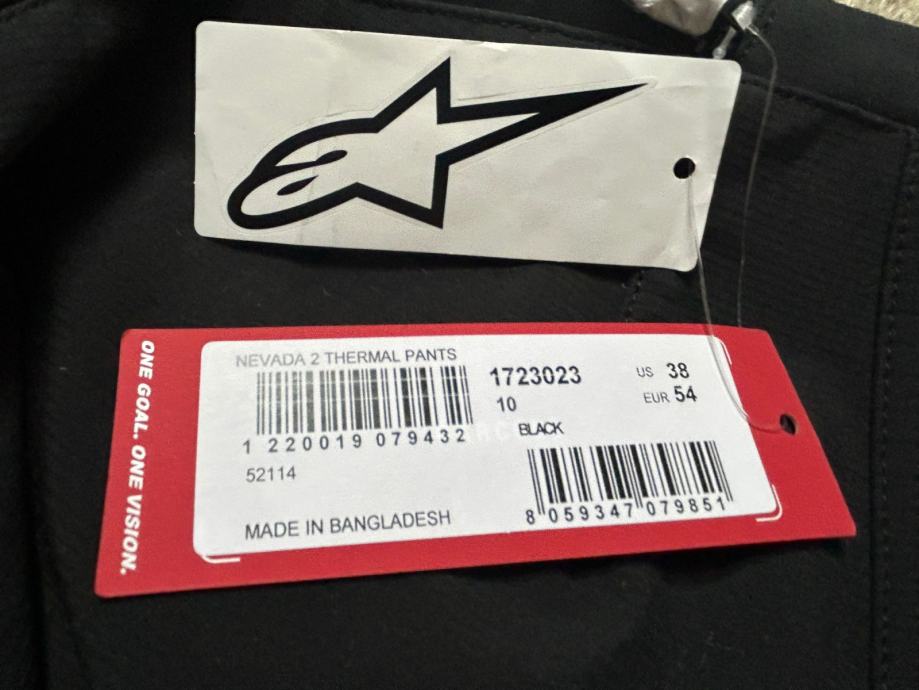 ONE GOAL. ONE VISION.
NEVADA 2 THERMAL PANTS
1723023
US 38
10
EUR 54
BLACK
1 220019 079432
52114
8 059347 079851
MADE IN BANGLADESH